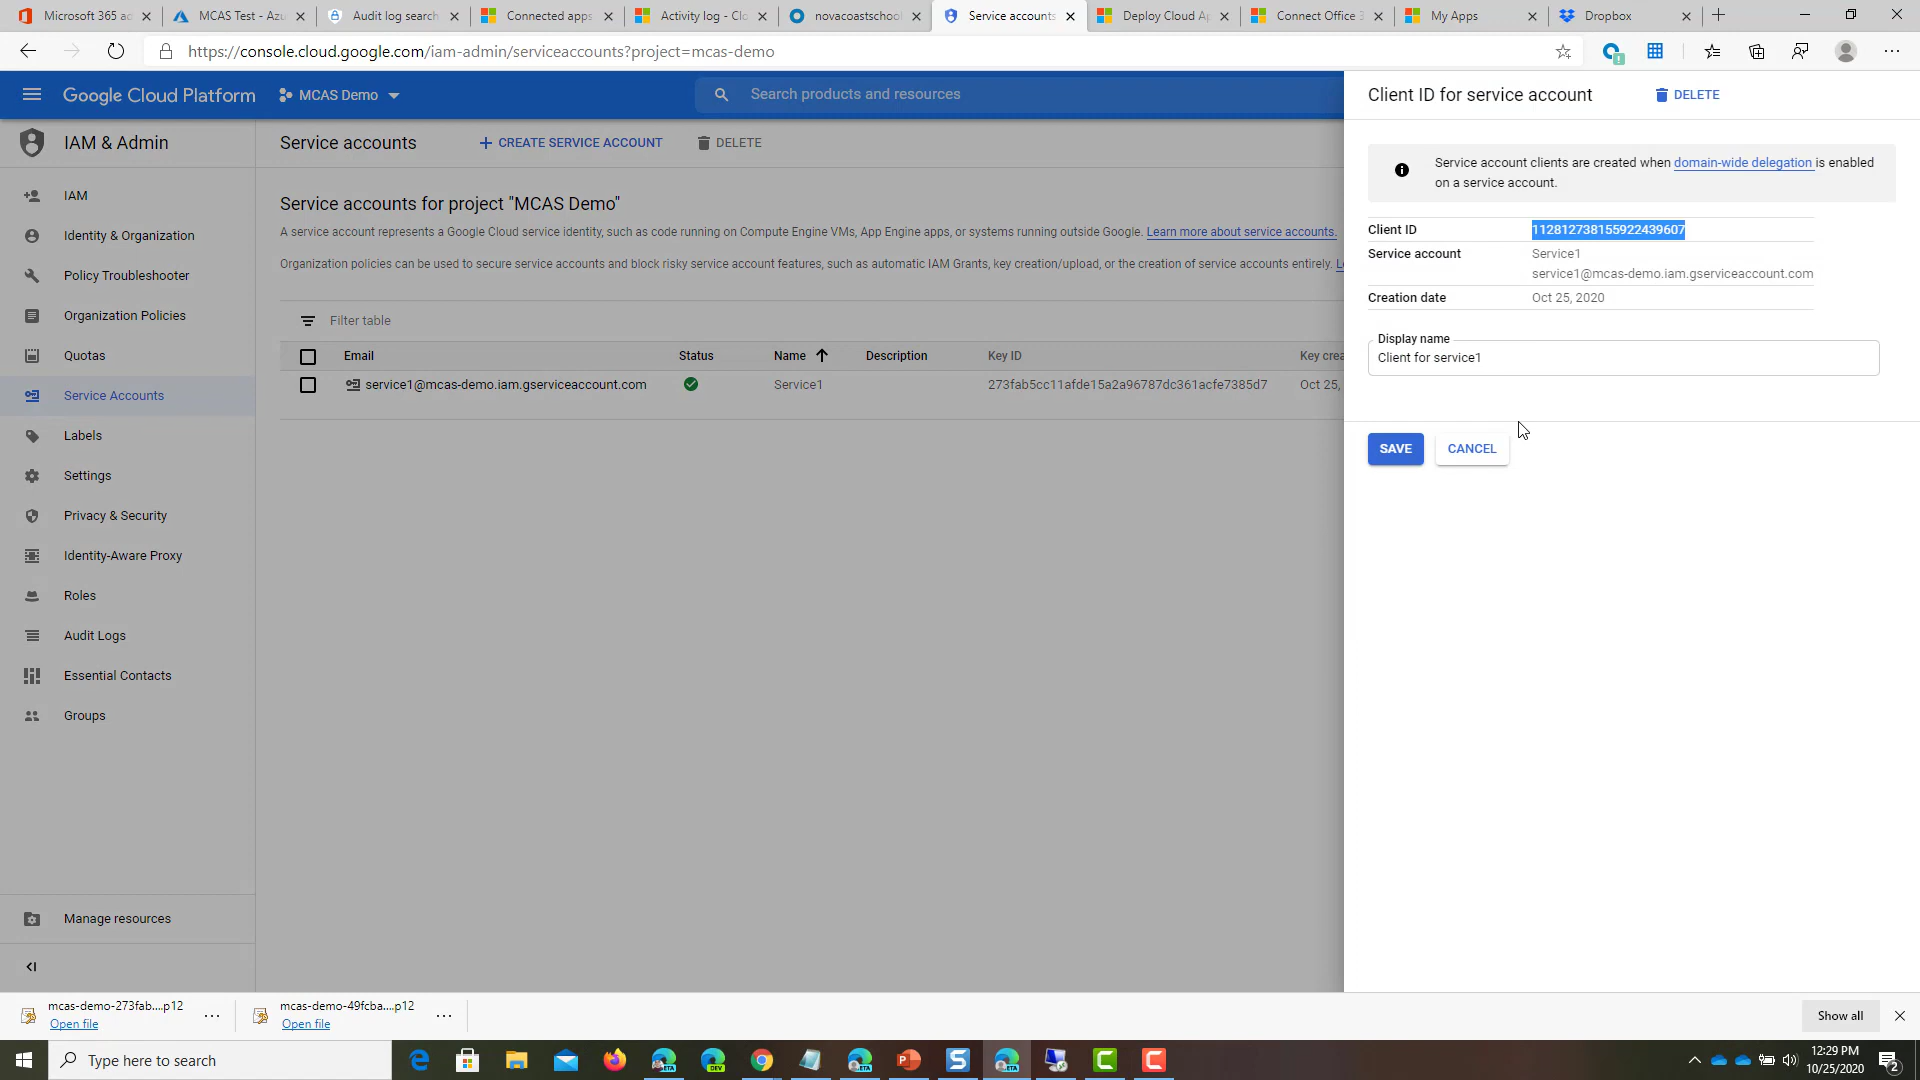 Microsoft 365 ac
MCAS Test - Azu
Audit log search
Connected apps
Activity log - Clo
novacoastschool
Service accounts
Deploy Cloud Ap
Connect Office 3
My Apps
Dropbox
https://console.cloud.google.com/iam-admin/serviceaccounts?project=mcas-demo
Google Cloud Platform
MCAS Demo
Search products and resources
IAM & Admin
IAM
Identity & Organization
Policy Troubleshooter
Organization Policies
Quotas
Service Accounts
Labels
Settings
Privacy & Security
Identity-Aware Proxy
Roles
Audit Logs
Essential Contacts
Groups
Manage resources
Service accounts
CREATE SERVICE ACCOUNT
DELETE
Service accounts for project "MCAS Demo"
A service account represents a Google Cloud service identity, such as code running on Compute Engine VMs, App Engine apps, or systems running outside Google. Learn more about service accounts.
Organization policies can be used to secure service accounts and block risky service account features, such as automatic IAM Grants, key creation/upload, or the creation of service accounts entirely. L
Filter table
Email Status Name Description Key ID Key crea
service1@mcas-demo.iam.gserviceaccount.com Service1 273fab5cc11afde15a2a96787dc361acfe7385d7 Oct 25,
Client ID for service account
DELETE
Service account clients are created when domain-wide delegation is enabled
on a service account.
Client ID 112812738155922439607
Service account Service1
service1@mcas-demo.iam.gserviceaccount.com
Creation date Oct 25, 2020
Display name
Client for service1
SAVE CANCEL
mcas-demo-273fab....p12
Open file
mcas-demo-49fcba....p12
Open file
Show all
Type here to search
BETA
DEV
BETA
BETA
12:29 PM
10/25/2020
2